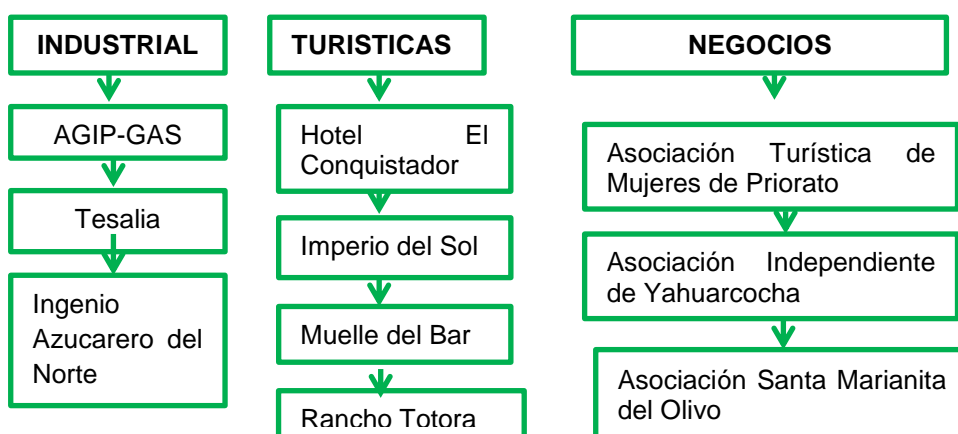 INDUSTRIAL
AGIP-GAS
Tesalia
Ingenio
Azucarero del
Norte
TURISTICAS
Hotel El
Conquistador
Imperio del Sol
Muelle del Bar
Rancho Totora
NEGOCIOS
Asociación Turística de
Mujeres de Priorato
Asociación Independiente
de Yahuarcocha
Asociación Santa Marianita
del Olivo